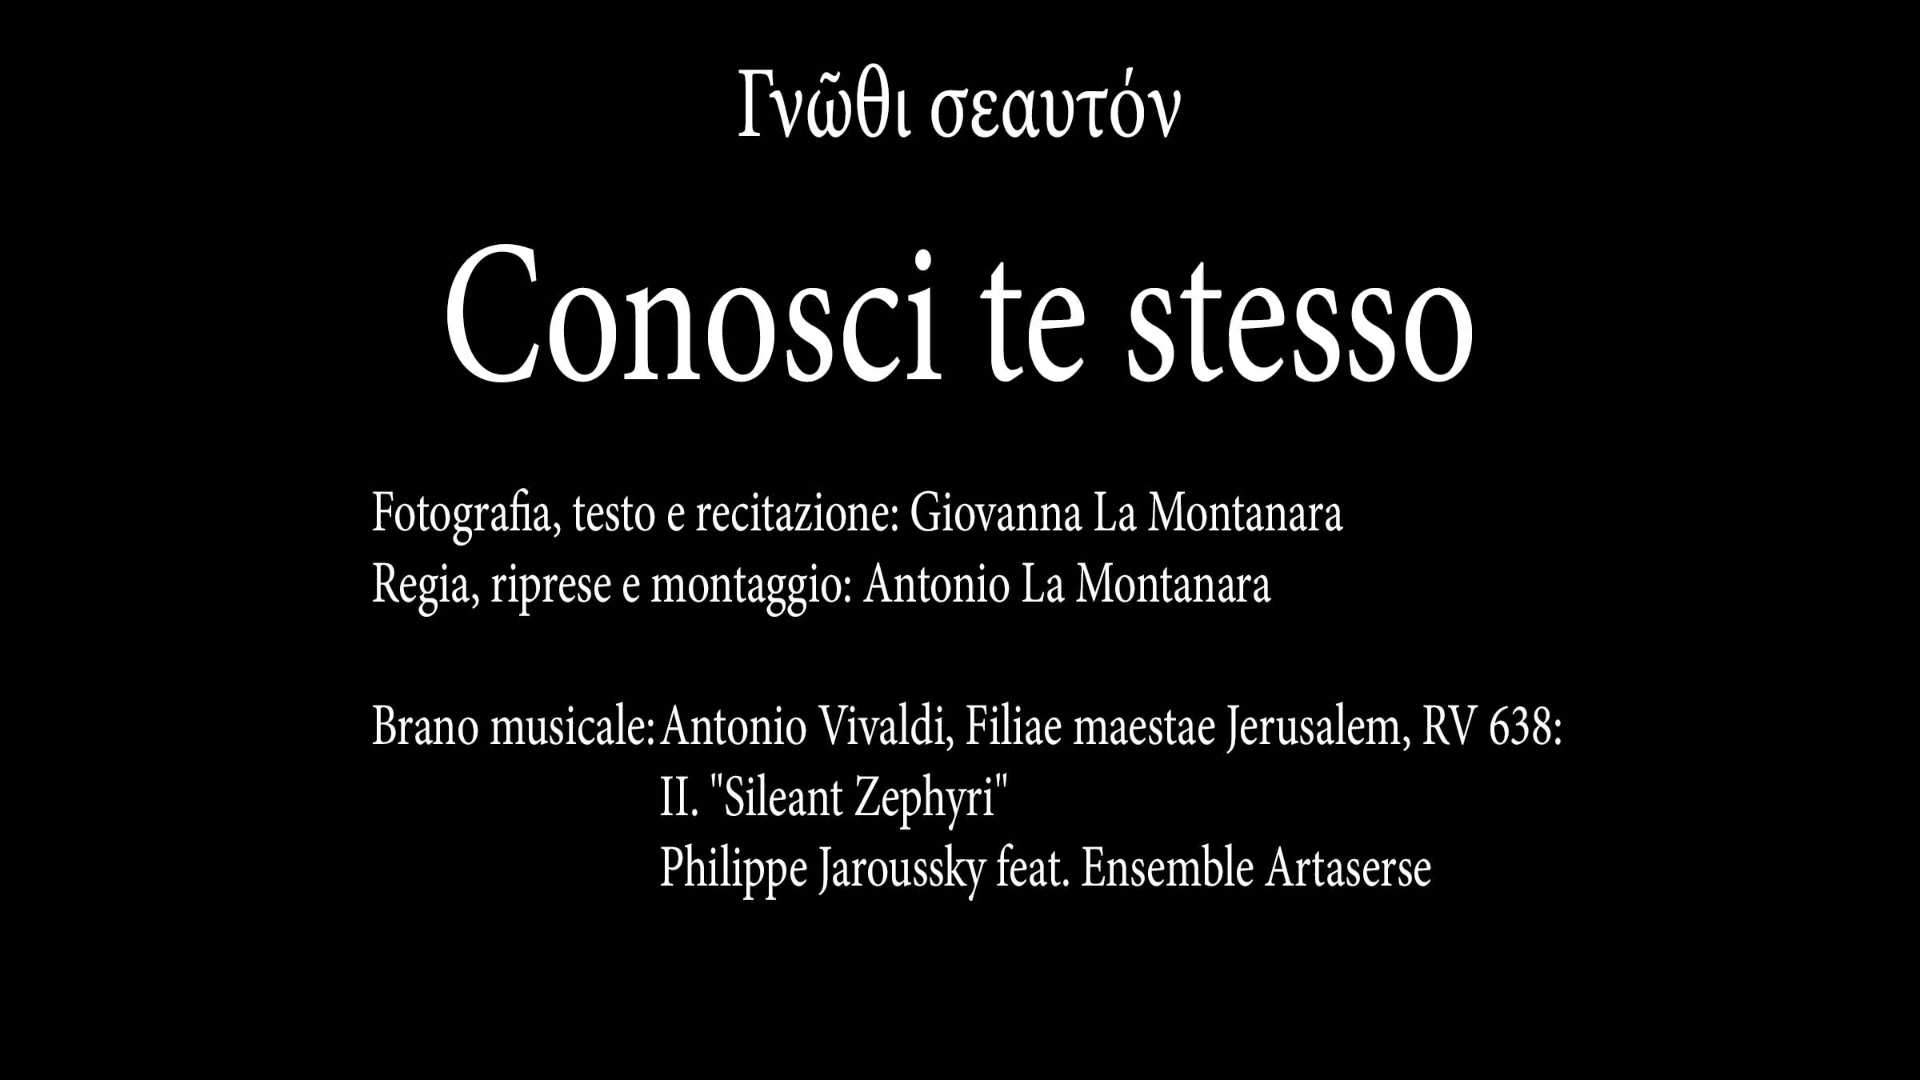 Γνῶθι σεαυτόν
Conosci te stesso
Fotografia, testo e recitazione: Giovanna La Montanara
Regia, riprese e montaggio: Antonio La Montanara
Brano musicale: Antonio Vivaldi, Filiae maestae Jerusalem, RV 638:
II. "Sileant Zephyri"
Philippe Jaroussky feat. Ensemble Artaserse